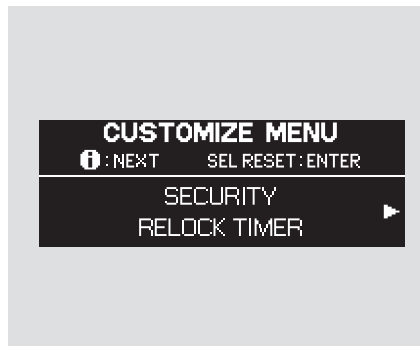 CUSTOMIZE MENU
i : NEXT SEL RESET : ENTER
SECURITY
RELOCK TIMER